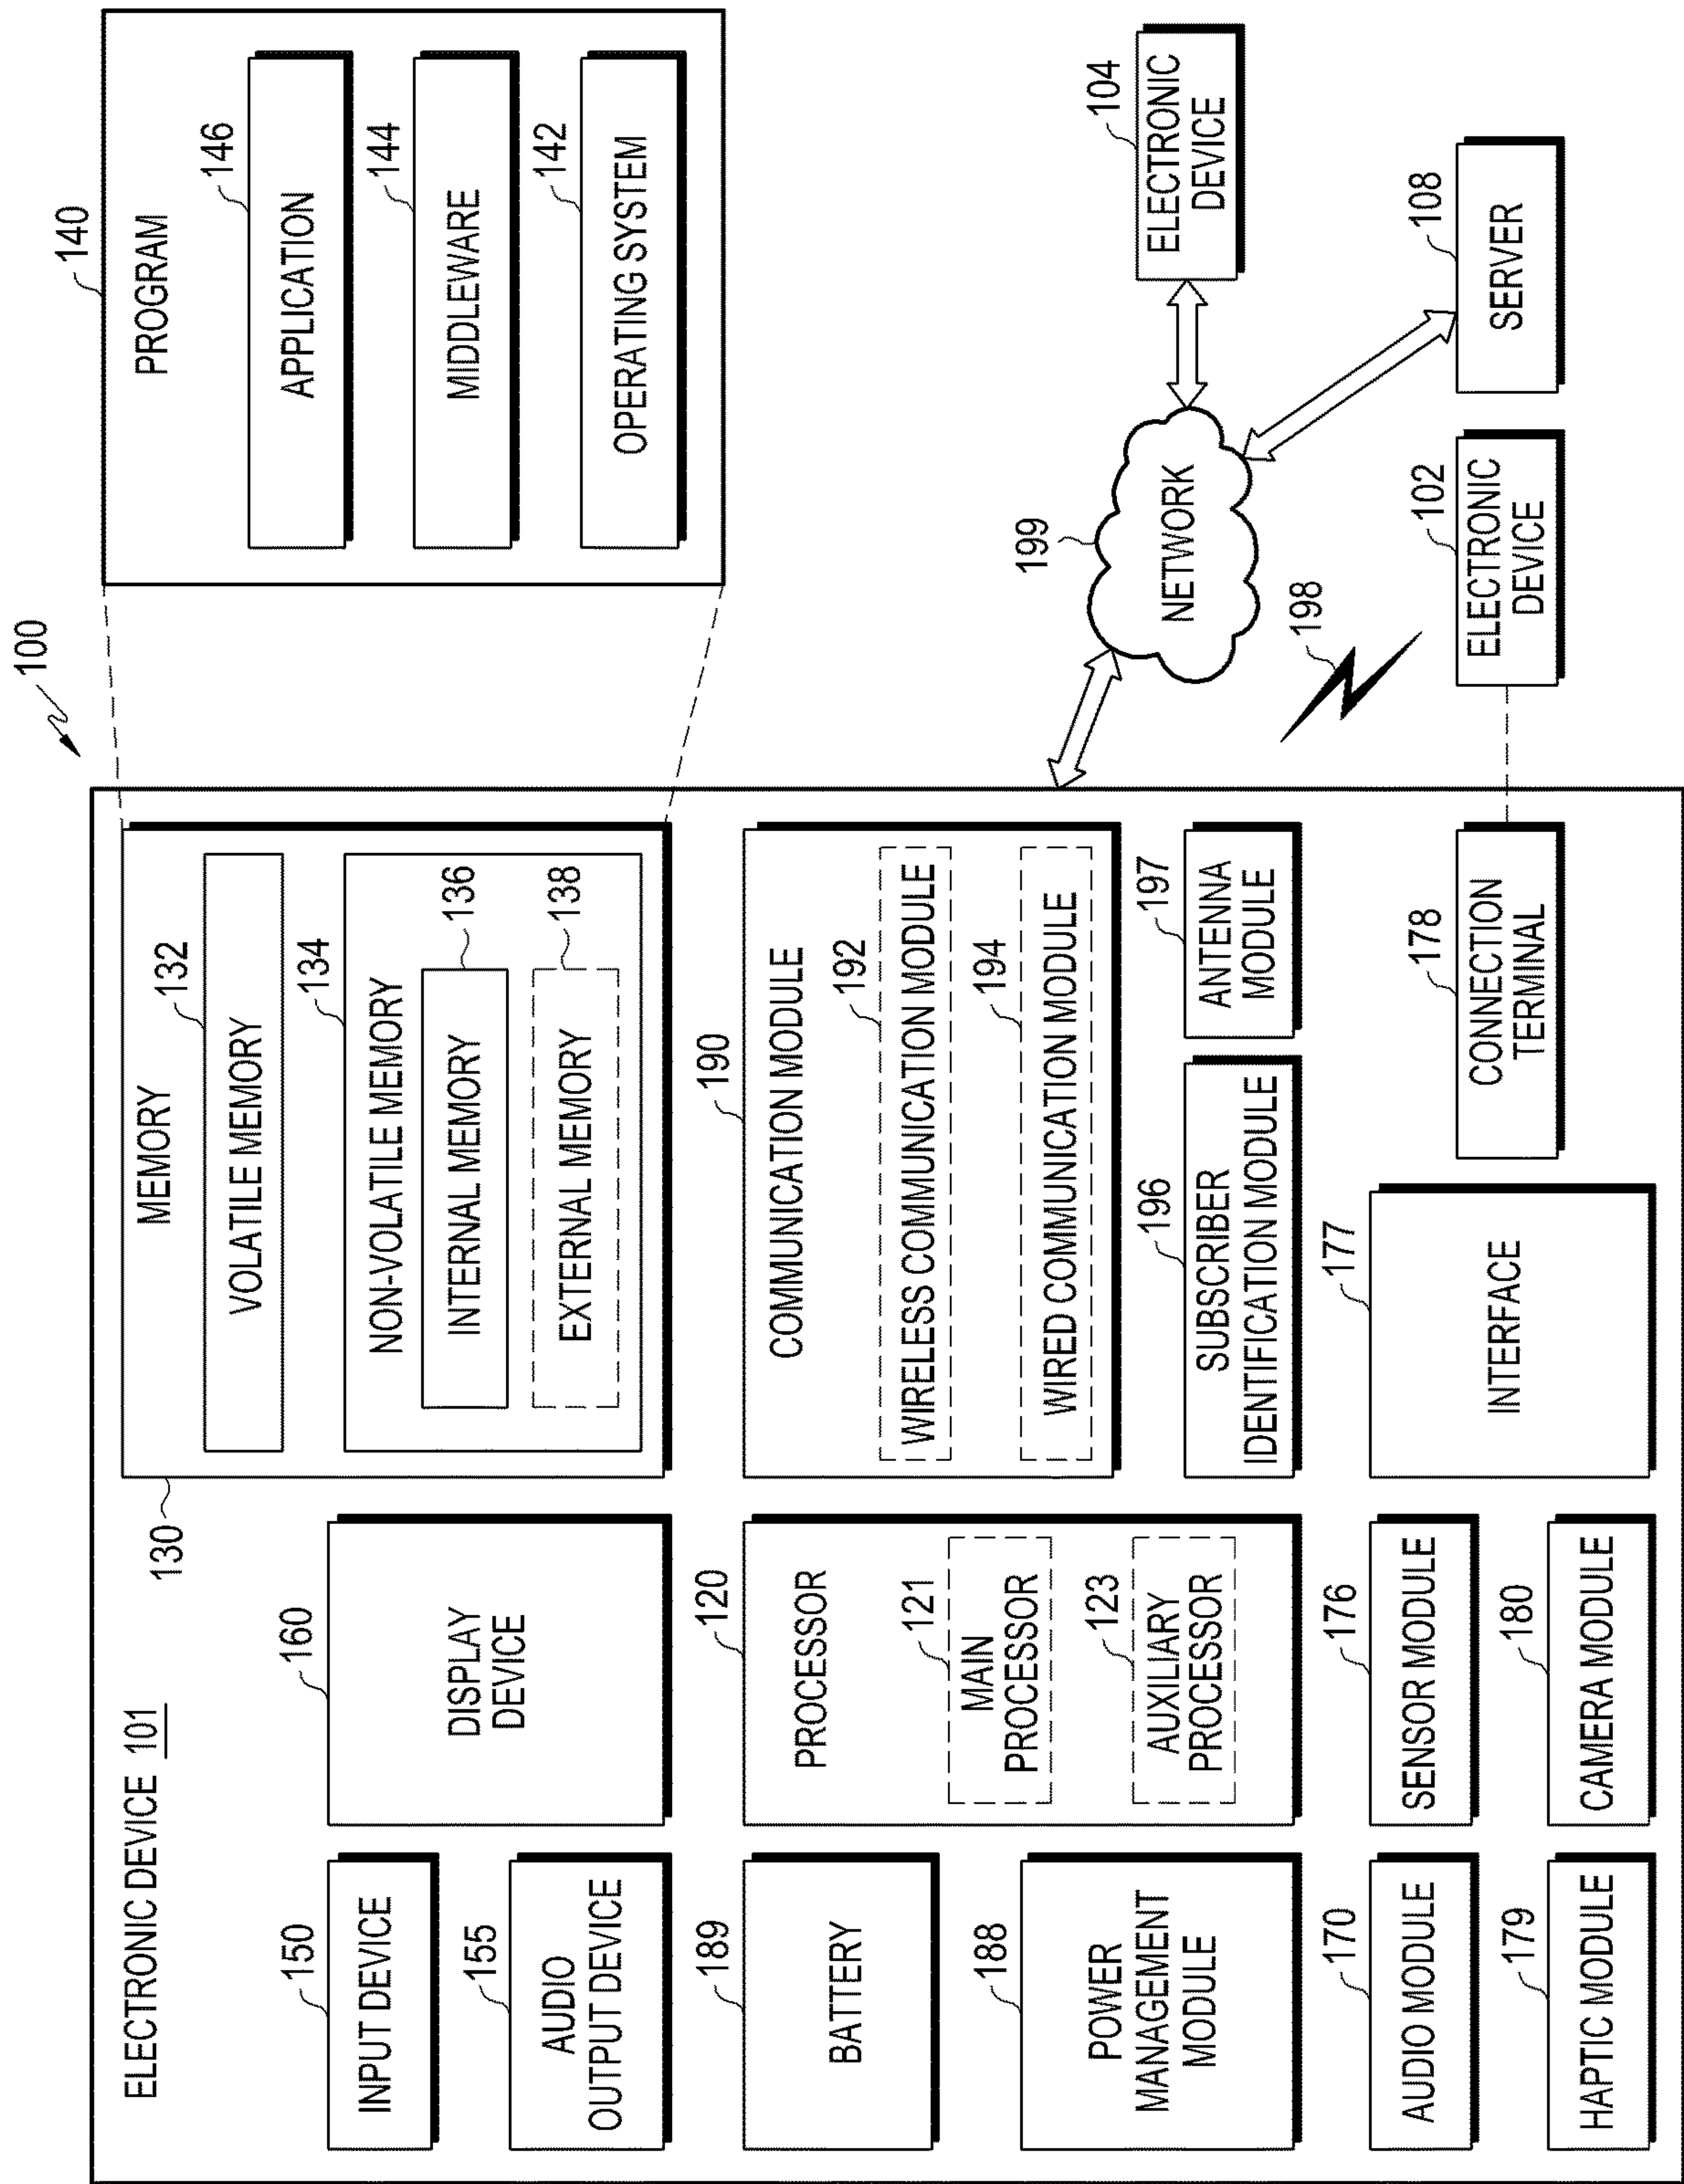 100
ELECTRONIC DEVICE 101
150
INPUT DEVICE
155
AUDIO
OUTPUT DEVICE
160
DISPLAY
DEVICE
130
MEMORY
132
VOLATILE MEMORY
134
NON-VOLATILE MEMORY
136
INTERNAL MEMORY
138
EXTERNAL MEMORY
140
PROGRAM
146
APPLICATION
144
MIDDLEWARE
142
OPERATING SYSTEM
189
BATTERY
188
POWER
MANAGEMENT
MODULE
120
PROCESSOR
121
MAIN
PROCESSOR
123
AUXILIARY
PROCESSOR
190
COMMUNICATION MODULE
192
WIRELESS COMMUNICATION MODULE
194
WIRED COMMUNICATION MODULE
196
SUBSCRIBER
IDENTIFICATION MODULE
197
ANTENNA
MODULE
170
AUDIO MODULE
176
SENSOR MODULE
177
INTERFACE
178
CONNECTION
TERMINAL
179
HAPTIC MODULE
180
CAMERA MODULE
199
NETWORK
104
ELECTRONIC
DEVICE
198
102
ELECTRONIC
DEVICE
108
SERVER